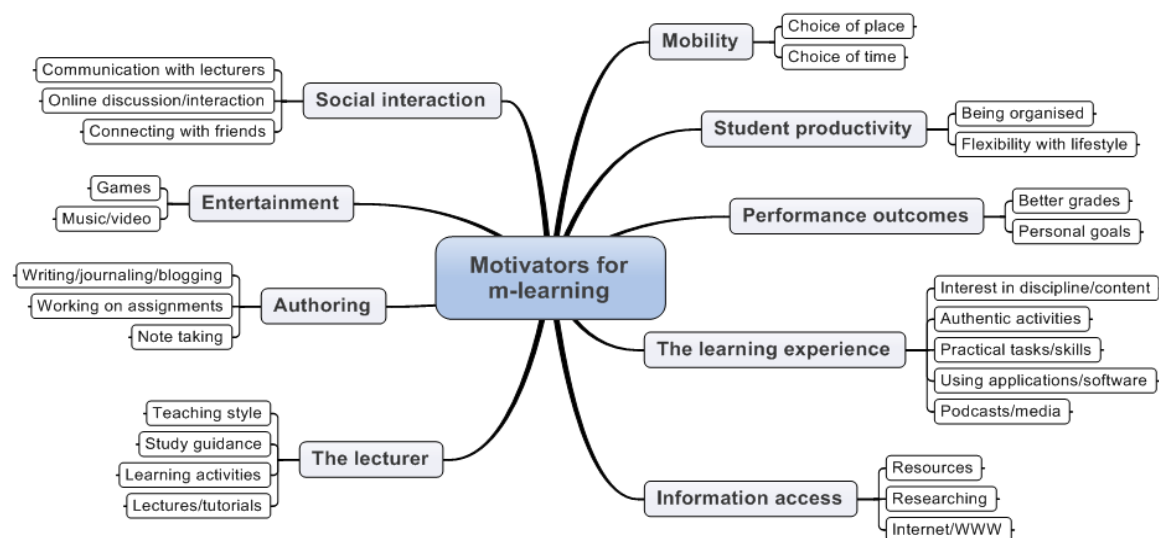 Motivators for
m-learning
Mobility
Choice of place
Choice of time
Student productivity
Being organised
Flexibility with lifestyle
Performance outcomes
Better grades
Personal goals
The learning experience
Interest in discipline/content
Authentic activities
Practical tasks/skills
Using applications/software
Podcasts/media
Information access
Resources
Researching
Internet/WWW
Social interaction
Communication with lecturers
Online discussion/interaction
Connecting with friends
Entertainment
Games
Music/video
Authoring
Writing/journaling/blogging
Working on assignments
Note taking
The lecturer
Teaching style
Study guidance
Learning activities
Lectures/tutorials